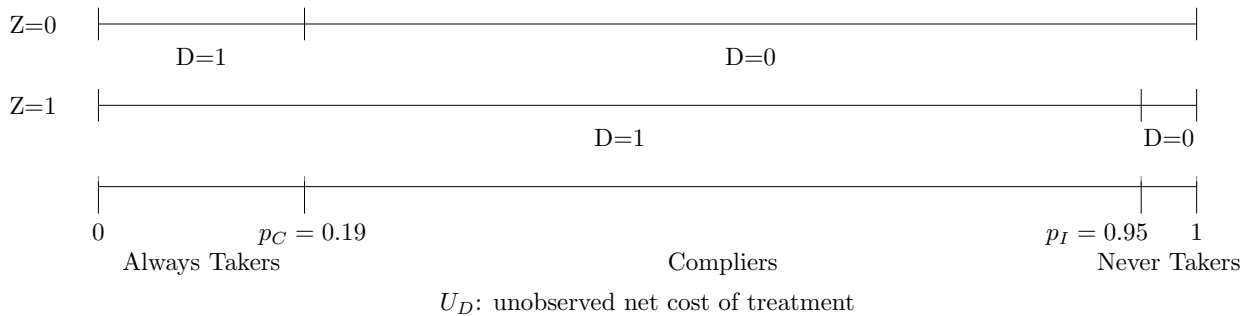 Z=0
D=1 D=0
Z=1
D=1 D=0
0 p_C = 0.19 p_I = 0.95 1
Always Takers Compliers Never Takers
U_D: unobserved net cost of treatment